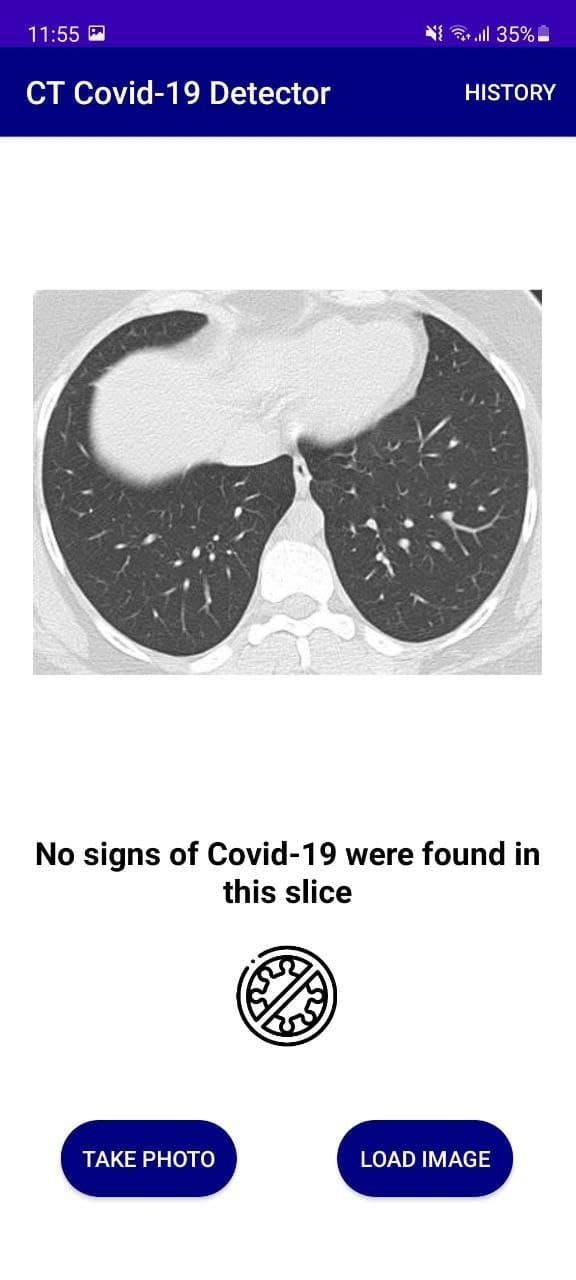 11:55 35%
CT Covid-19 Detector HISTORY
No signs of Covid-19 were found in
this slice
TAKE PHOTO LOAD IMAGE